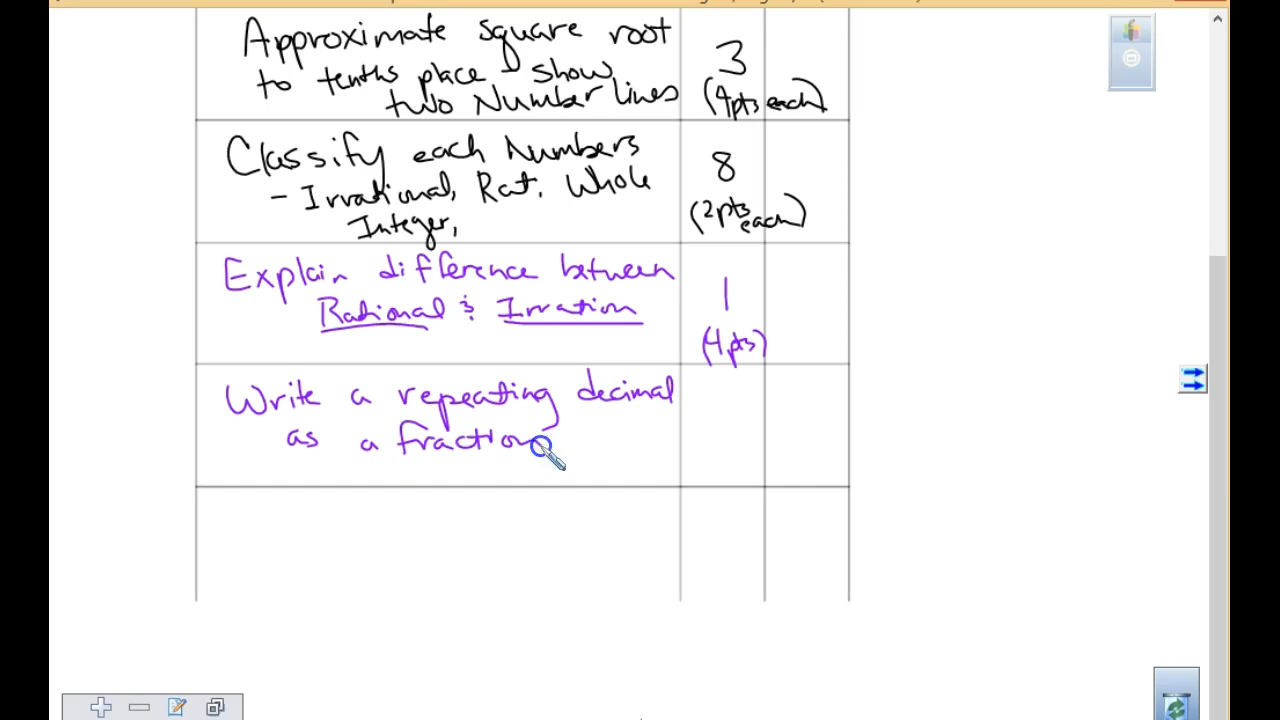 Approximate square root
to tenths place - show
two Number lines
3
(4pts each)
Classify each Numbers
- Irrational, Rat. Whole
Integer,
8
(2pts each)
Explain difference between
Rational & Irration
1
(4pts)
Write a repeating decimal
as a fraction